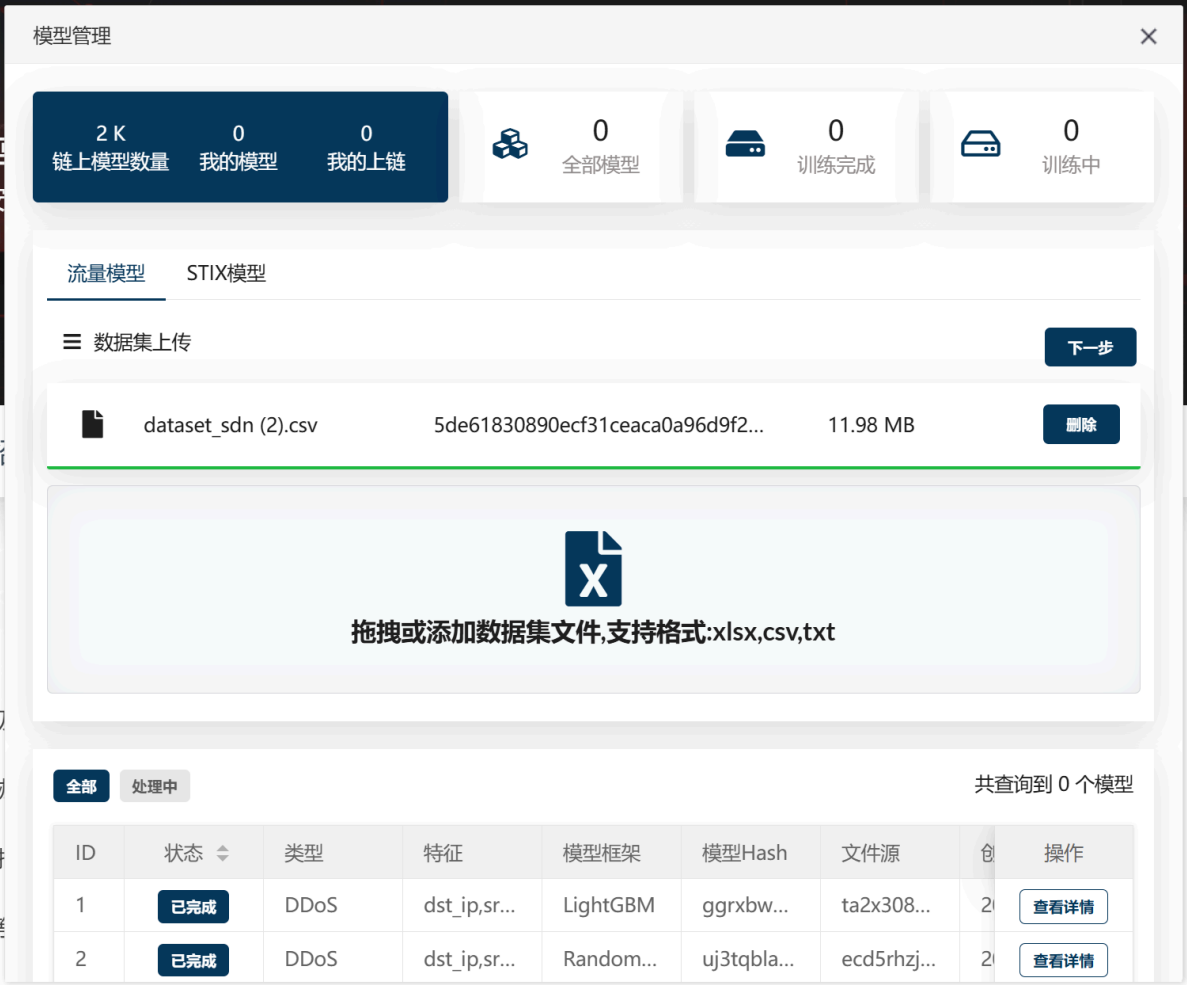 模型管理
2 K 0 0
链上模型数量 我的模型 我的上链
0
全部模型
0
训练完成
0
训练中
流量模型 STIX模型
数据集上传 下一步
dataset_sdn (2).csv 5de61830890ecf31ceaca0a96d9f2... 11.98 MB 删除
X
拖拽或添加数据集文件,支持格式:xlsx,csv,txt
全部 处理中 共查询到 0 个模型
ID 状态 类型 特征 模型框架 模型Hash 文件源 创 操作
1 已完成 DDoS dst_ip,sr... LightGBM ggrxbw... ta2x308... 20 查看详情
2 已完成 DDoS dst_ip,sr... Random... uj3tqbla... ecd5rhzj... 20 查看详情